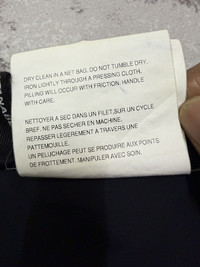 DRY CLEAN IN A NET BAG. DO NOT TUMBLE DRY.
IRON LIGHTLY THROUGH A PRESSING CLOTH.
PILLING WILL OCCUR WITH FRICTION. HANDLE
WITH CARE.
NETTOYER A SEC DANS UN FILET, SUR UN CYCLE
BREF. NE PAS SECHER EN MACHINE.
REPASSER LEGEREMENT A TRAVERS UNE
PATTEMOUILLE.
UN PELUCHAGE PEUT SE PRODUIRE AUX POINTS
DE FROTTEMENT. MANIPULER AVEC SOIN.